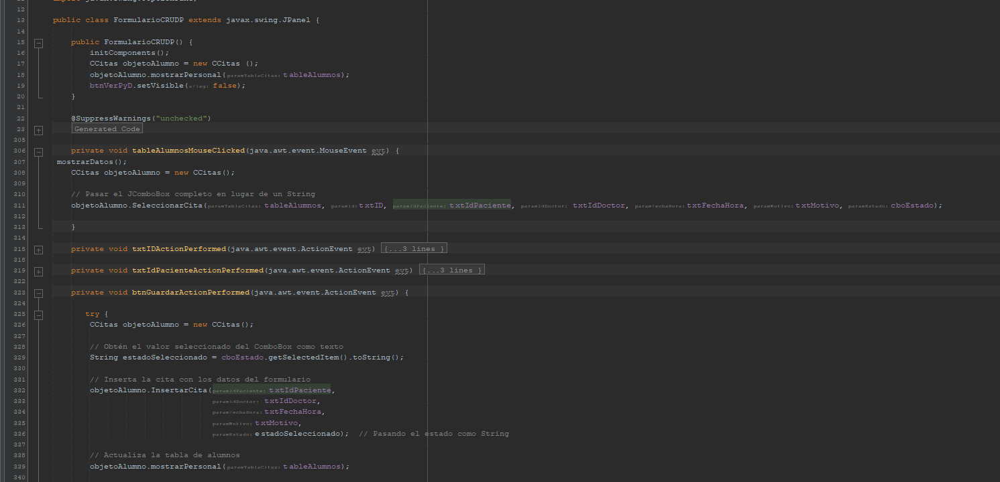 12
13 public class FormularioCRUDP extends javax.swing.JPanel {
14
15 public FormularioCRUDP() {
16 initComponents();
17 CCitas objetoAlumno = new CCitas ();
18 objetoAlumno.mostrarPersonal(paramTablaCitas: tableAlumnos);
19 btnVerPyD.setVisible(aFlag: false);
20 }
21
22 @SuppressWarnings("unchecked")
23 Generated Code
305
306 private void tableAlumnosMouseClicked(java.awt.event.MouseEvent evt) {
307 mostrarDatos();
308 CCitas objetoAlumno = new CCitas();
309
310 // Pasar el JComboBox completo en lugar de un String
311 objetoAlumno.SeleccionarCita(paramTablaCitas: tableAlumnos, paramId: txtID, paramIdPaciente: txtIdPaciente, paramIdDoctor: txtIdDoctor, paramFechaHora: txtFechaHora, paramMotivo: txtMotivo, paramEstado: cboEstado);
312
313 }
314
315 private void txtIDActionPerformed(java.awt.event.ActionEvent evt) {...3 lines }
318
319 private void txtIdPacienteActionPerformed(java.awt.event.ActionEvent evt) {...3 lines }
322
323 private void btnGuardarActionPerformed(java.awt.event.ActionEvent evt) {
324
325 try {
326 CCitas objetoAlumno = new CCitas();
327
328 // Obtén el valor seleccionado del ComboBox como texto
329 String estadoSeleccionado = cboEstado.getSelectedItem().toString();
330
331 // Inserta la cita con los datos del formulario
332 objetoAlumno.InsertarCita(paramIdPaciente: txtIdPaciente,
333 paramIdDoctor: txtIdDoctor,
334 paramFechaHora: txtFechaHora,
335 paramMotivo: txtMotivo,
336 paramEstado: estadoSeleccionado); // Pasando el estado como String
337
338 // Actualiza la tabla de alumnos
339 objetoAlumno.mostrarPersonal(paramTablaCitas: tableAlumnos);
340